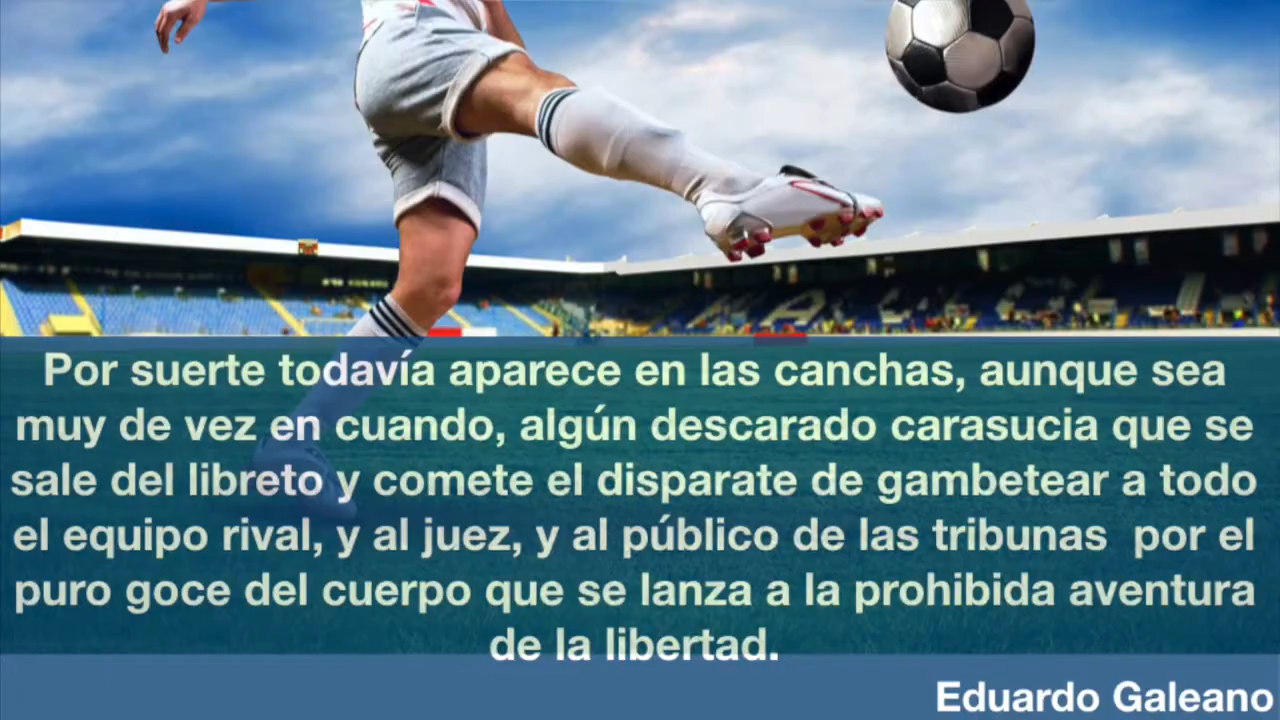 Por suerte todavía aparece en las canchas, aunque sea
muy de vez en cuando, algún descarado carasucia que se
sale del libreto y comete el disparate de gambetear a todo
el equipo rival, y al juez, y al público de las tribunas por el
puro goce del cuerpo que se lanza a la prohibida aventura
de la libertad.
Eduardo Galeano